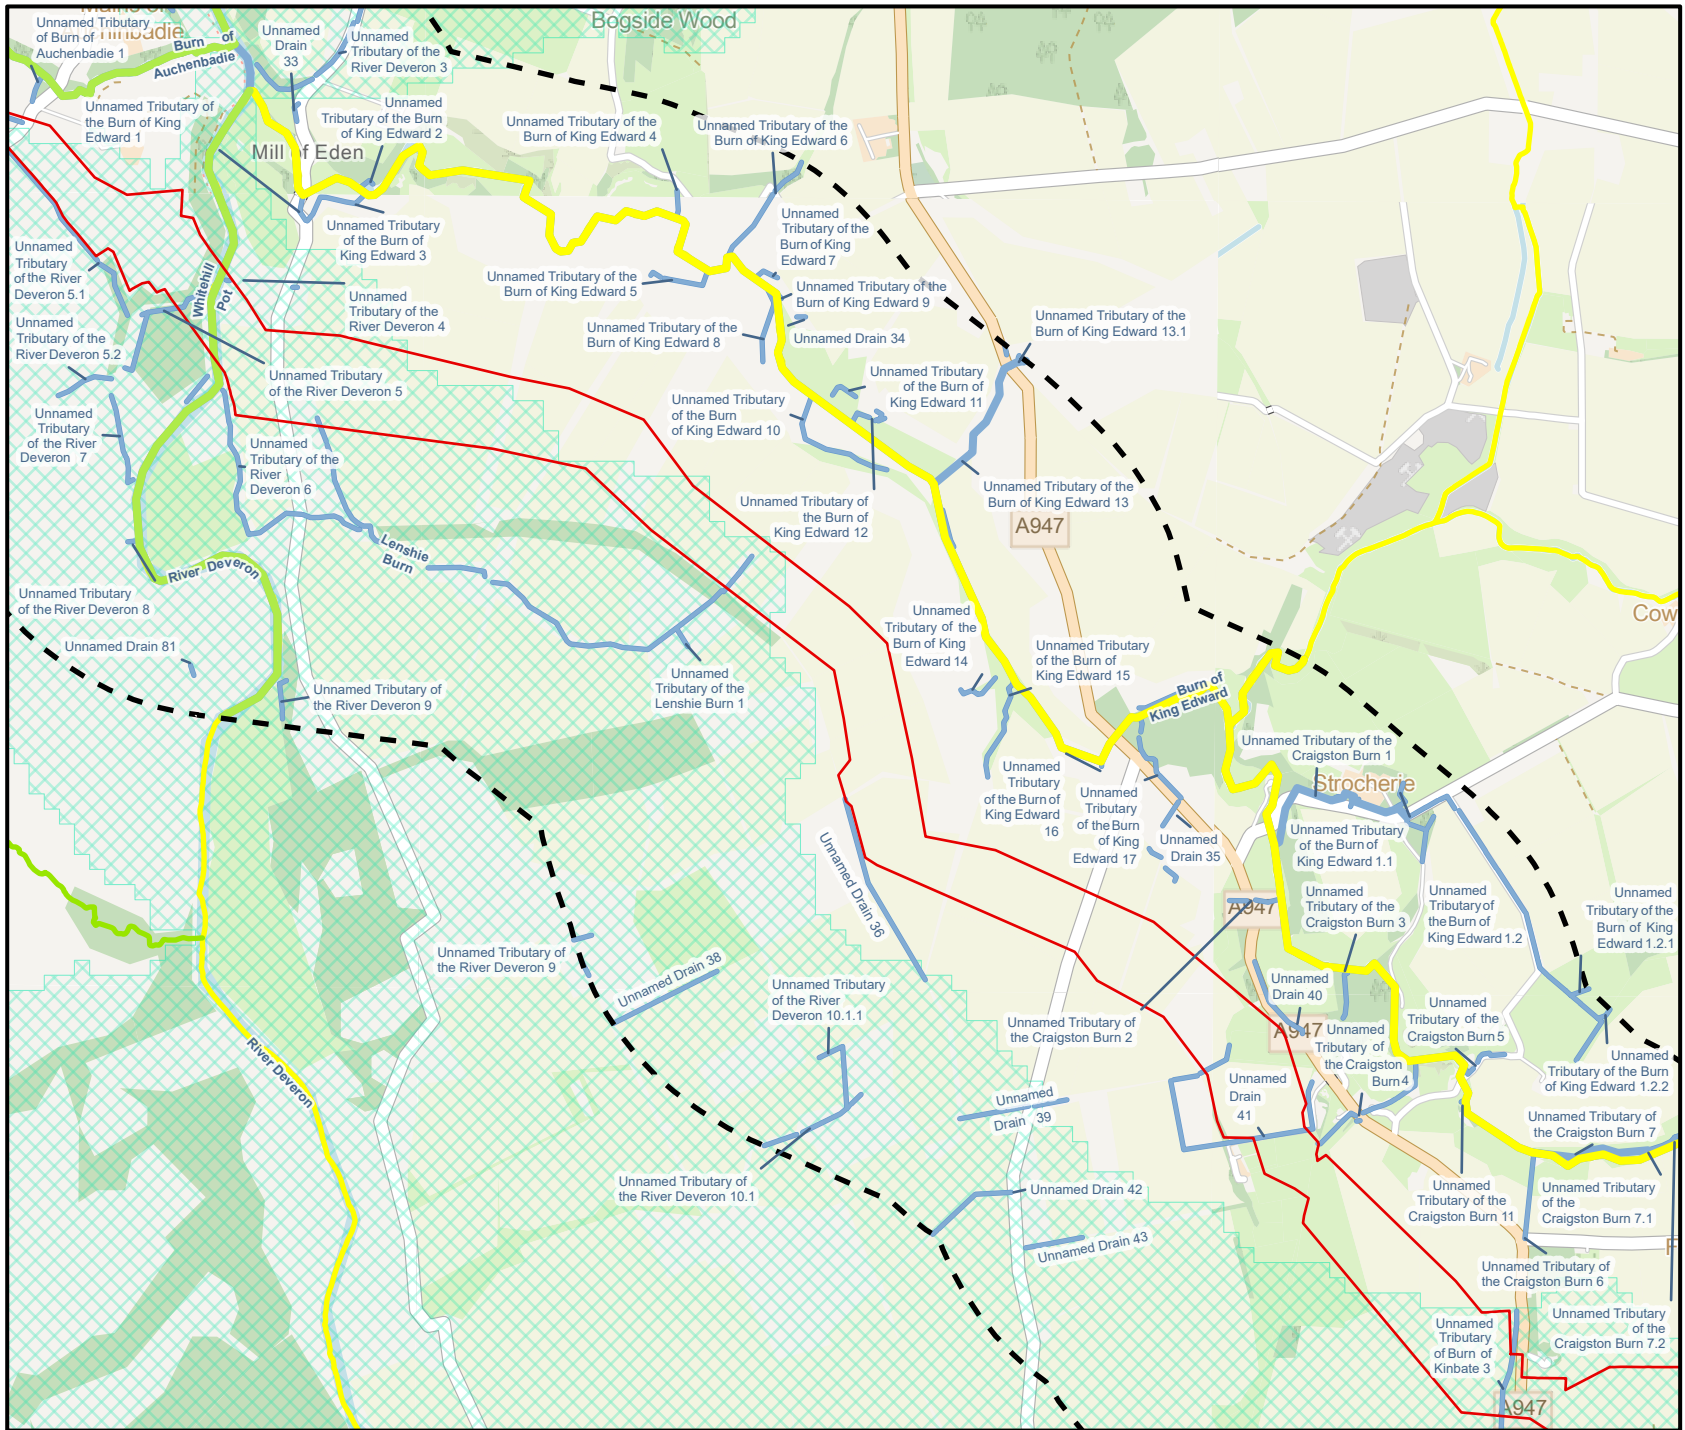 Mains of
Auchinbadie
Unnamed Tributary
of Burn of
Auchenbadie 1
Burn of
Auchenbadie
Unnamed
Drain
33
Unnamed
Tributary of the
River Deveron 3
Bogside Wood
Unnamed Tributary of
the Burn of King
Edward 1
Unnamed
Tributary of the Burn
of King Edward 2
Unnamed Tributary of the
Burn of King Edward 4
Unnamed Tributary of the
Burn of King Edward 6
Mill of Eden
Unnamed Tributary
of the Burn of
King Edward 3
Unnamed
Tributary of the
Burn of King
Edward 7
Unnamed
Tributary
of the River
Deveron 5.1
Whitehill
Pot
Unnamed Tributary of the
Burn of King Edward 5
Unnamed Tributary of the
Burn of King Edward 9
Unnamed
Tributary of the
River Deveron 4
Unnamed
Tributary of the
River Deveron 5.2
Unnamed Tributary of the
Burn of King Edward 8
Unnamed Drain 34
Unnamed Tributary of the
Burn of King Edward 13.1
Unnamed Tributary
of the River Deveron 5
Unnamed Tributary
of the Burn of
King Edward 11
Unnamed Tributary
of the Burn
of King Edward 10
Unnamed
Tributary
of the River
Deveron 7
Unnamed
Tributary of the
River
Deveron 6
Unnamed Tributary of
the Burn of
King Edward 12
Unnamed Tributary of the
Burn of King Edward 13
A947
Lenshie
Burn
River Deveron
Unnamed Tributary
of the River Deveron 8
Unnamed Drain 81
Unnamed
Tributary of the
Burn of King
Edward 14
Cow
Unnamed Tributary
of the Burn of
King Edward 15
Unnamed
Tributary of the
Lenshie Burn 1
Unnamed Tributary of
the River Deveron 9
Burn of
King Edward
Unnamed Tributary of the
Craigston Burn 1
Strocherie
Unnamed
Tributary
of the Burn of
King Edward
16
Unnamed
Tributary
of the Burn
of King
Edward 17
Unnamed
Drain 35
Unnamed Tributary
of the Burn of
King Edward 1.1
Unnamed Drain 36
A947
Unnamed
Tributary of the
Craigston Burn 3
Unnamed
Tributary of
the Burn of
King Edward 1.2
Unnamed
Tributary of the
Burn of King
Edward 1.2.1
Unnamed Tributary of
the River Deveron 9
Unnamed Drain 38
Unnamed Tributary
of the River
Deveron 10.1.1
Unnamed
Drain 40
A947
Unnamed Tributary of
the Craigston Burn 2
Unnamed
Tributary of
the Craigston
Burn 4
Unnamed
Tributary of the
Craigston Burn 5
Unnamed
Tributary of the Burn
of King Edward 1.2.2
River Deveron
Unnamed
Drain 39
Unnamed
Drain
41
Unnamed Tributary of
the Craigston Burn 7
Unnamed Tributary of
the River Deveron 10.1
Unnamed Drain 42
Unnamed
Tributary of the
Craigston Burn 11
Unnamed Tributary
of the
Craigston Burn 7.1
Unnamed Drain 43
F
Unnamed Tributary of
the Craigston Burn 6
Unnamed
Tributary
of Burn of
Kinbate 3
Unnamed Tributary
of the
Craigston Burn 7.2
A947